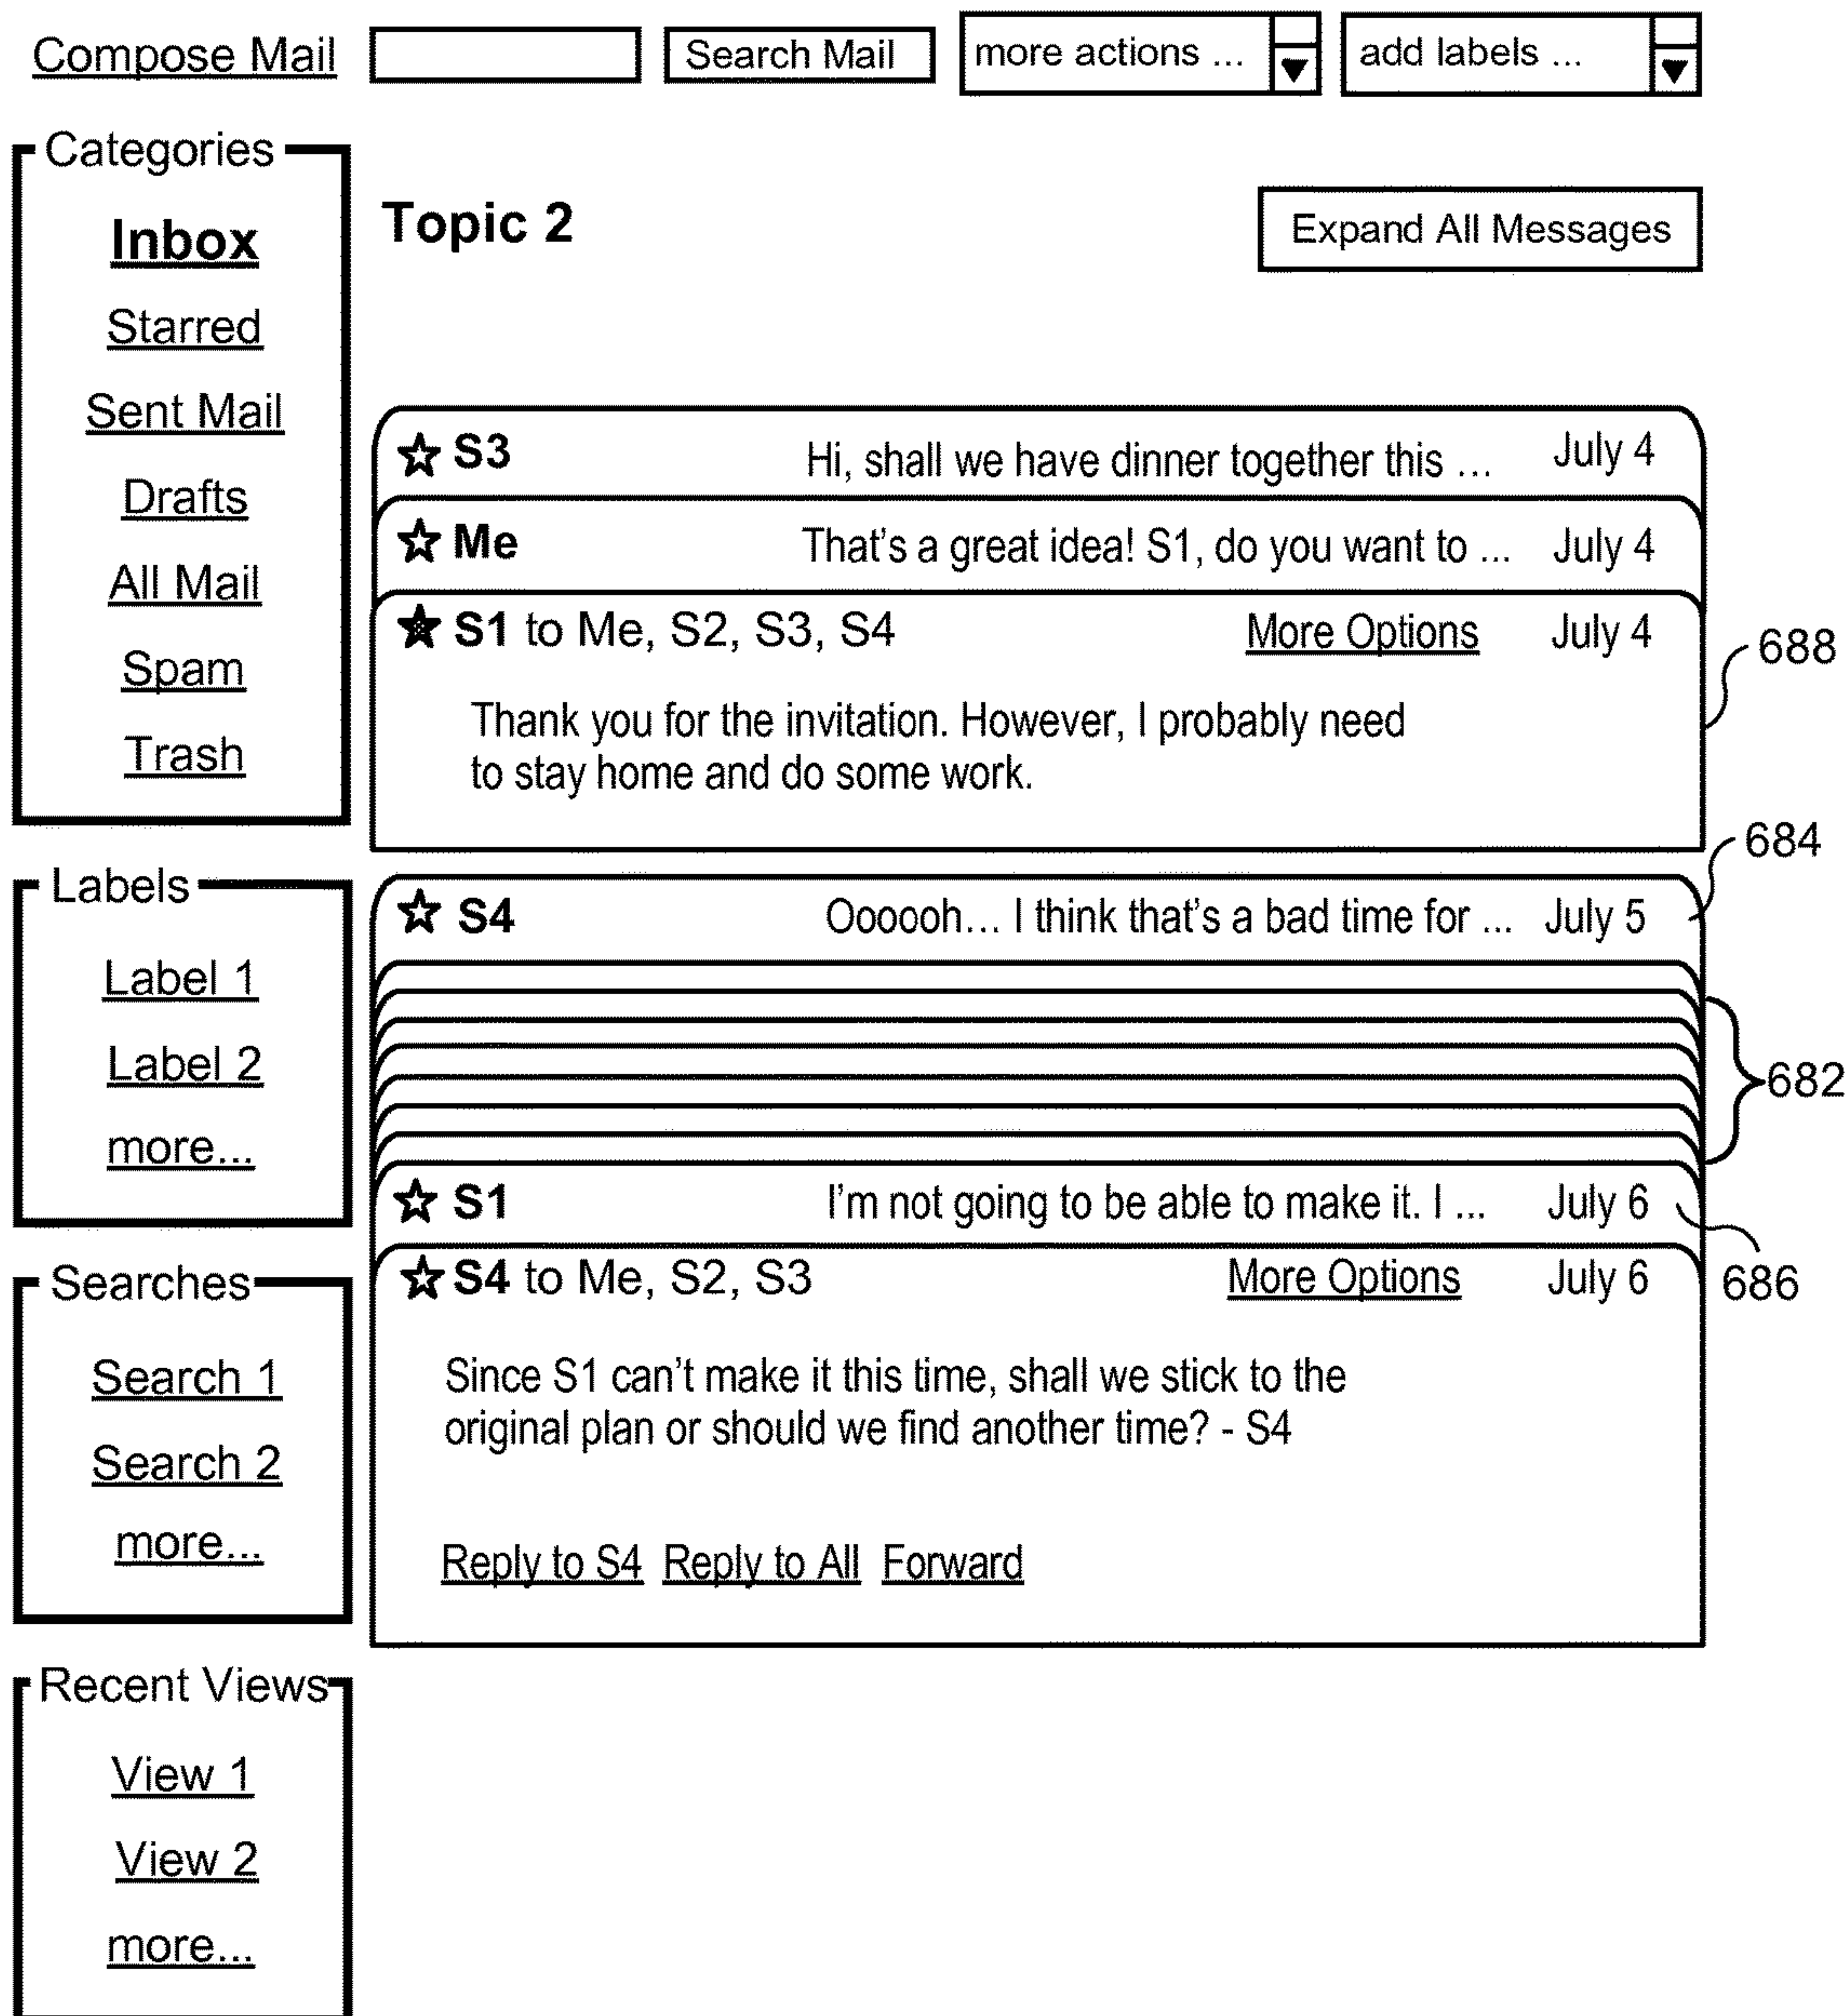 Compose Mail
Search Mail
more actions ...
add labels ...
Categories
Inbox
Starred
Sent Mail
Drafts
All Mail
Spam
Trash
Labels
Label 1
Label 2
more...
Searches
Search 1
Search 2
more...
Recent Views
View 1
View 2
more...
Topic 2
Expand All Messages
S3 Hi, shall we have dinner together this ... July 4
Me That's a great idea! S1, do you want to ... July 4
S1 to Me, S2, S3, S4 More Options July 4
688
Thank you for the invitation. However, I probably need
to stay home and do some work.
684
S4 Oooooh... I think that's a bad time for ... July 5
682
S1 I'm not going to be able to make it. I ... July 6
686
S4 to Me, S2, S3 More Options July 6
Since S1 can't make it this time, shall we stick to the
original plan or should we find another time? - S4
Reply to S4 Reply to All Forward